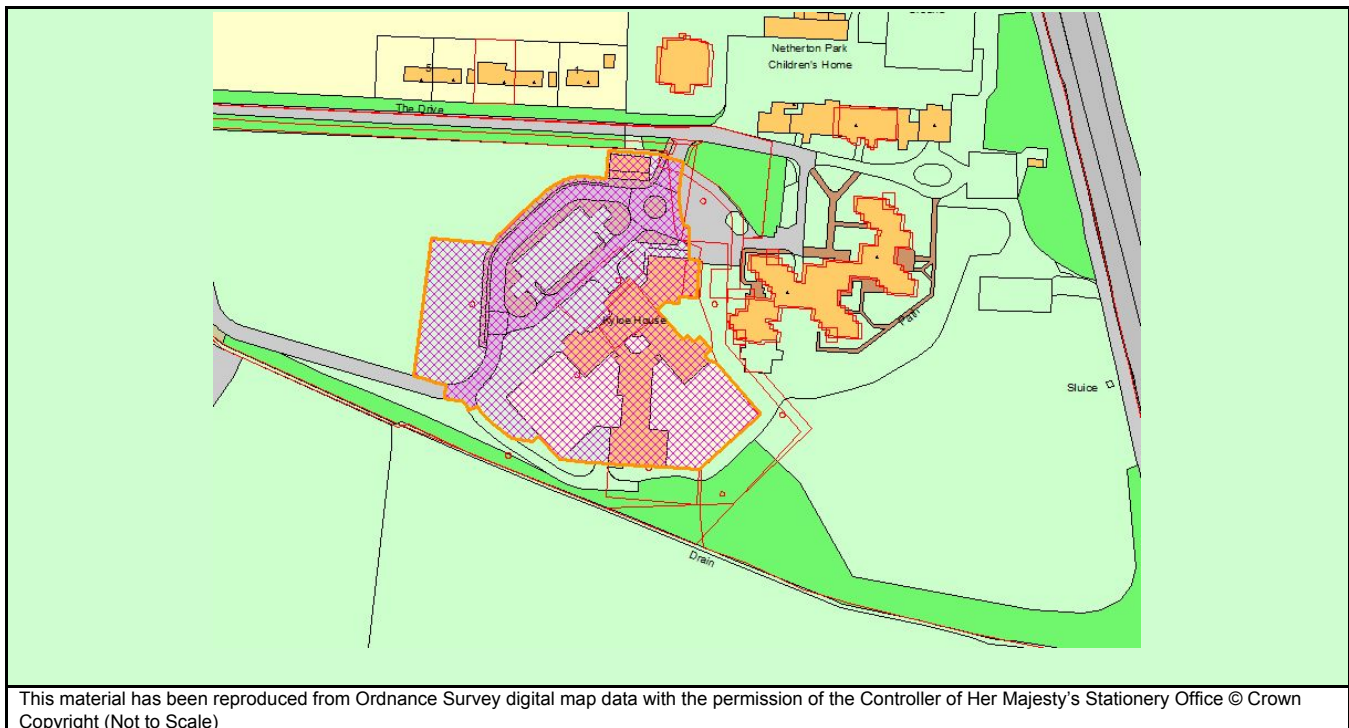 Netherton Park
Children's Home
5
1
The Drive
Kyloe House
Path
Sluice
Drain
This material has been reproduced from Ordnance Survey digital map data with the permission of the Controller of Her Majesty's Stationery Office © Crown
Copyright (Not to Scale)